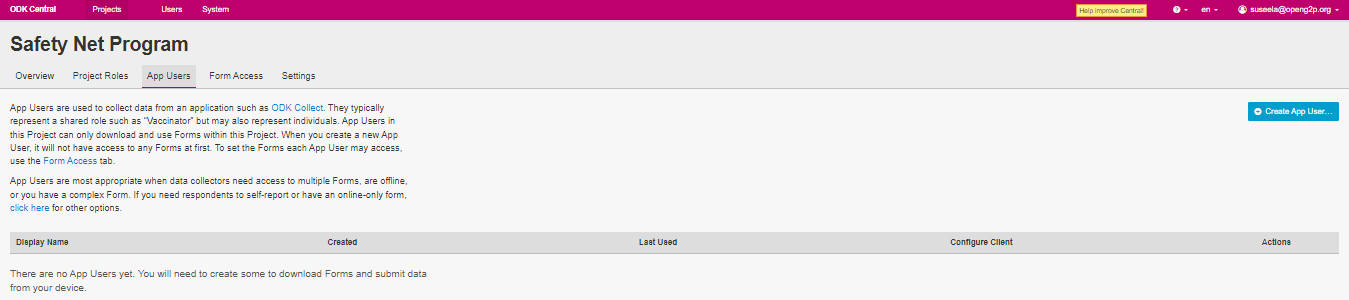 ODK Central Projects Users System Help improve Central! en suseela@openg2p.org
Safety Net Program
Overview Project Roles App Users Form Access Settings
App Users are used to collect data from an application such as ODK Collect. They typically
represent a shared role such as "Vaccinator" but may also represent individuals. App Users in
this Project can only download and use Forms within this Project. When you create a new App
User, it will not have access to any Forms at first. To set the Forms each App User may access,
use the Form Access tab.
Create App User...
App Users are most appropriate when data collectors need access to multiple Forms, are offline,
or you have a complex Form. If you need respondents to self-report or have an online-only form,
click here for other options.
Display Name Created Last Used Configure Client Actions
There are no App Users yet. You will need to create some to download Forms and submit data
from your device.